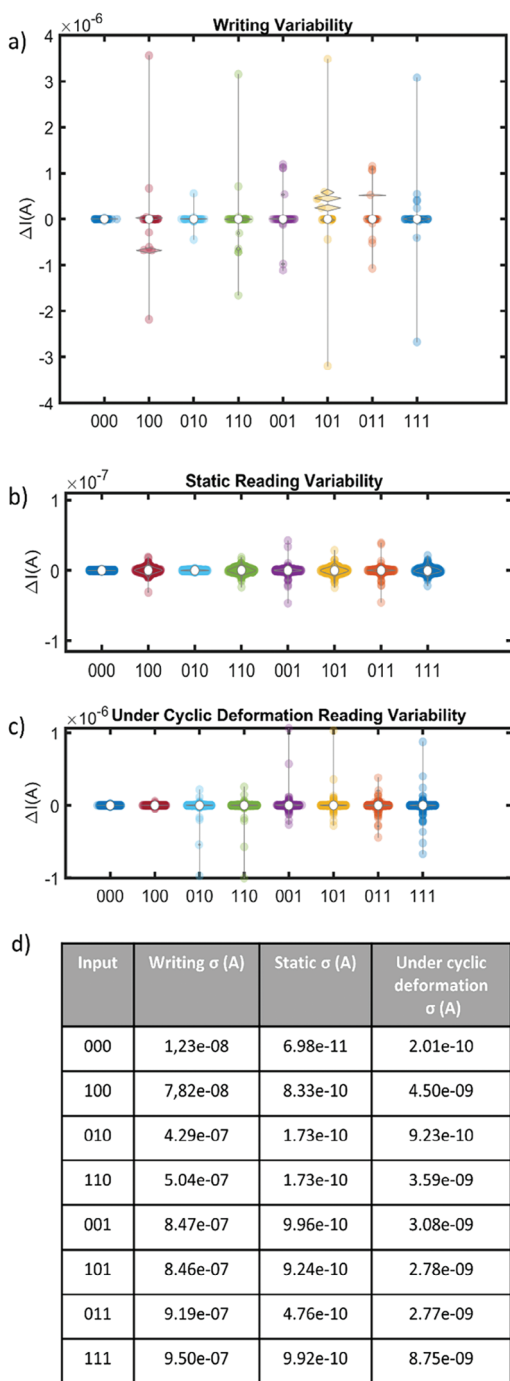 a)
×10⁻⁶
Writing Variability
4
3
2
1
0
-1
-2
-3
-4
ΔI(A)
000 100 010 110 001 101 011 111
b)
×10⁻⁷
Static Reading Variability
1
0
-1
ΔI(A)
000 100 010 110 001 101 011 111
c)
×10⁻⁶
Under Cyclic Deformation Reading Variability
1
0
-1
ΔI(A)
000 100 010 110 001 101 011 111
d)
Input Writing σ (A) Static σ (A) Under cyclic deformation σ (A)
000 1,23e-08 6.98e-11 2.01e-10
100 7,82e-08 8.33e-10 4.50e-09
010 4.29e-07 1.73e-10 9.23e-10
110 5.04e-07 1.73e-10 3.59e-09
001 8.47e-07 9.96e-10 3.08e-09
101 8.46e-07 9.24e-10 2.78e-09
011 9.19e-07 4.76e-10 2.77e-09
111 9.50e-07 9.92e-10 8.75e-09